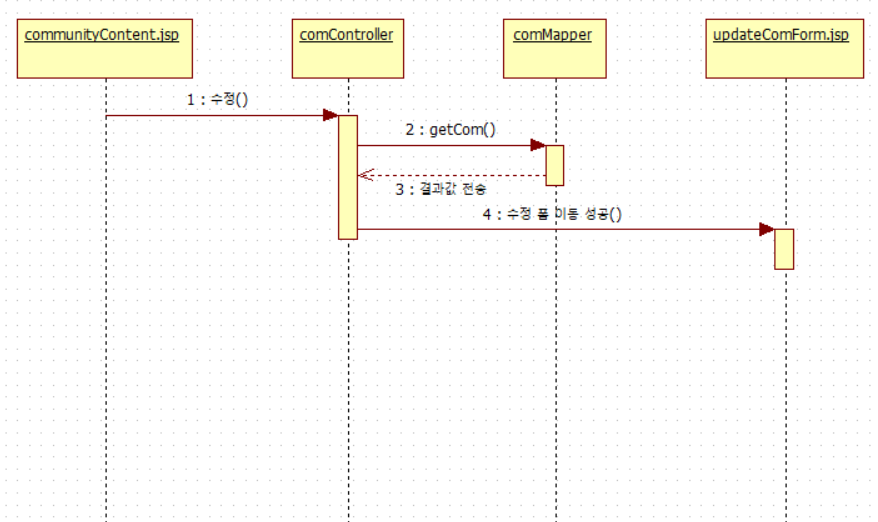 communityContent.jsp
comController
comMapper
updateComForm.jsp
1 : 수정()
2 : getCom()
3 : 결과값 전송
4 : 수정 폼 이동 성공()